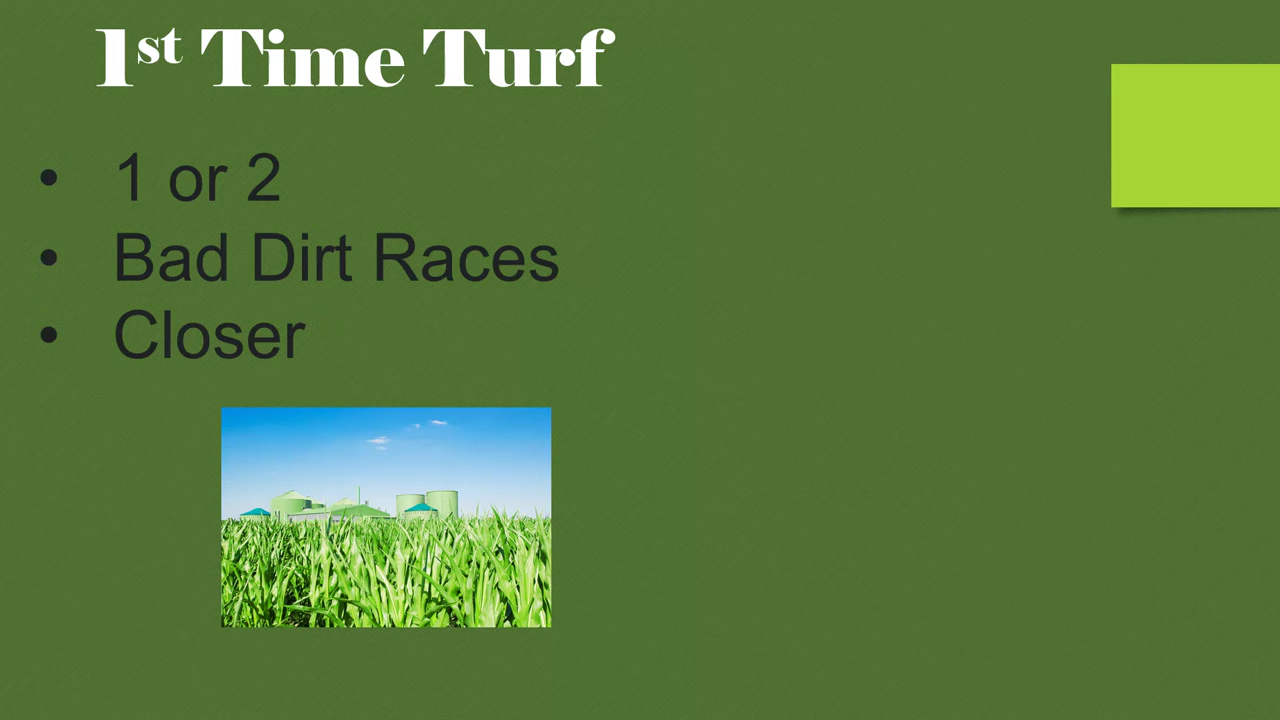 1st Time Turf
• 1 or 2
• Bad Dirt Races
• Closer